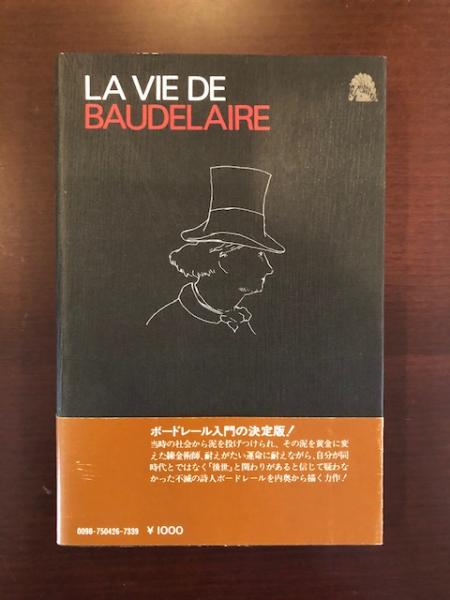 LA VIE DE
BAUDELAIRE
ボードレール入門の決定版!
当時の社会から泥を投げつけられ、その泥を黄金に変
えた錬金術師、耐えがたい運命に耐えながら、自分が同
時代とではなく「後世」と関わりがあると信じて疑わな
かった不滅の詩人ボードレールを内奥から描く力作!
0098-750426-7339 ¥1000